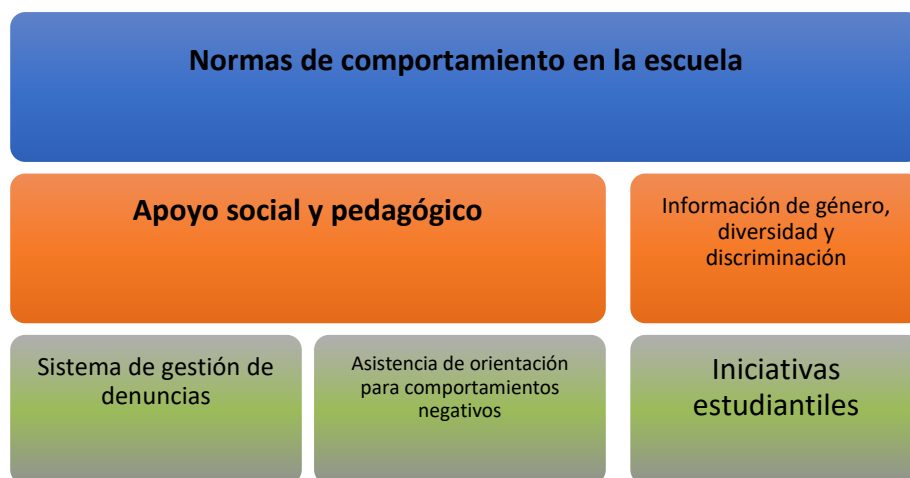 Normas de comportamiento en la escuela
Apoyo social y pedagógico
Información de género,
diversidad y
discriminación
Sistema de gestión de
denuncias
Asistencia de orientación
para comportamientos
negativos
Iniciativas
estudiantiles